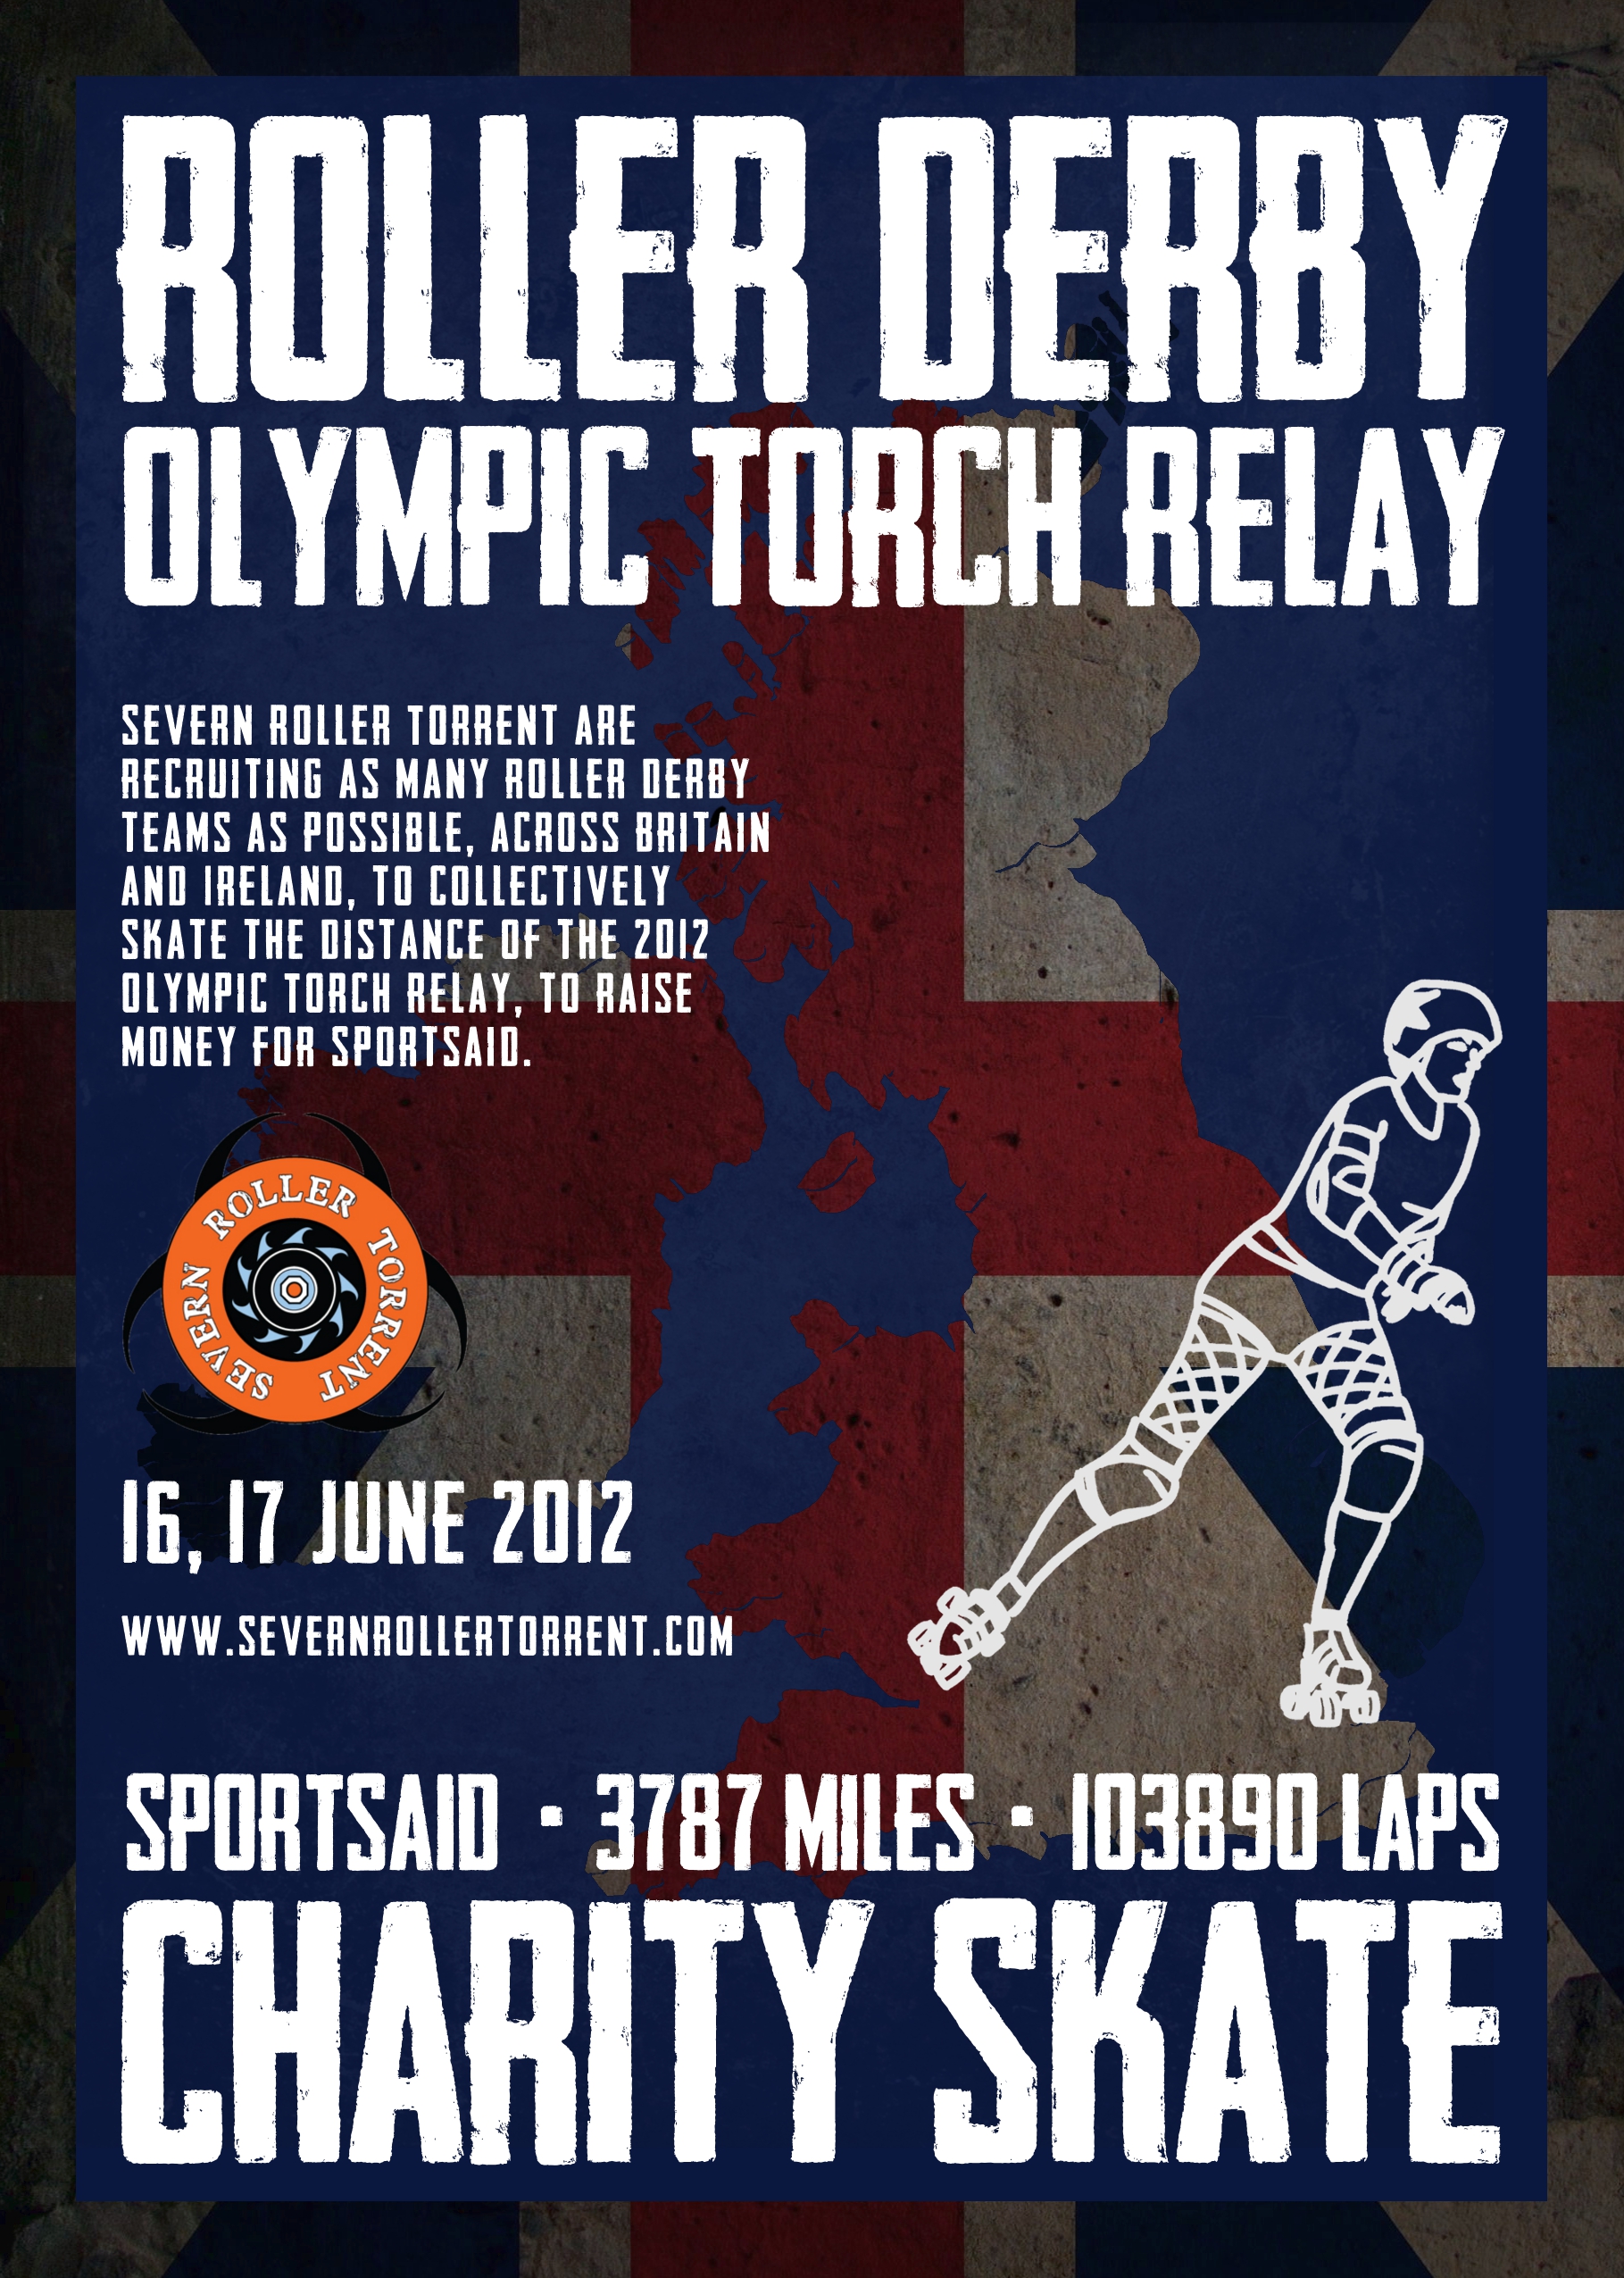 ROLLER DERBY
OLYMPIC TORCH RELAY
SEVERN ROLLER TORRENT ARE
RECRUITING AS MANY ROLLER DERBY
TEAMS AS POSSIBLE, ACROSS BRITAIN
AND IRELAND, TO COLLECTIVELY
SKATE THE DISTANCE OF THE 2012
OLYMPIC TORCH RELAY, TO RAISE
MONEY FOR SPORTSAID.
SEVERN ROLLER TORRENT
16, 17 JUNE 2012
WWW.SEVERNROLLERTORRENT.COM
SPORTSAID · 3787 MILES · 103890 LAPS
CHARITY SKATE